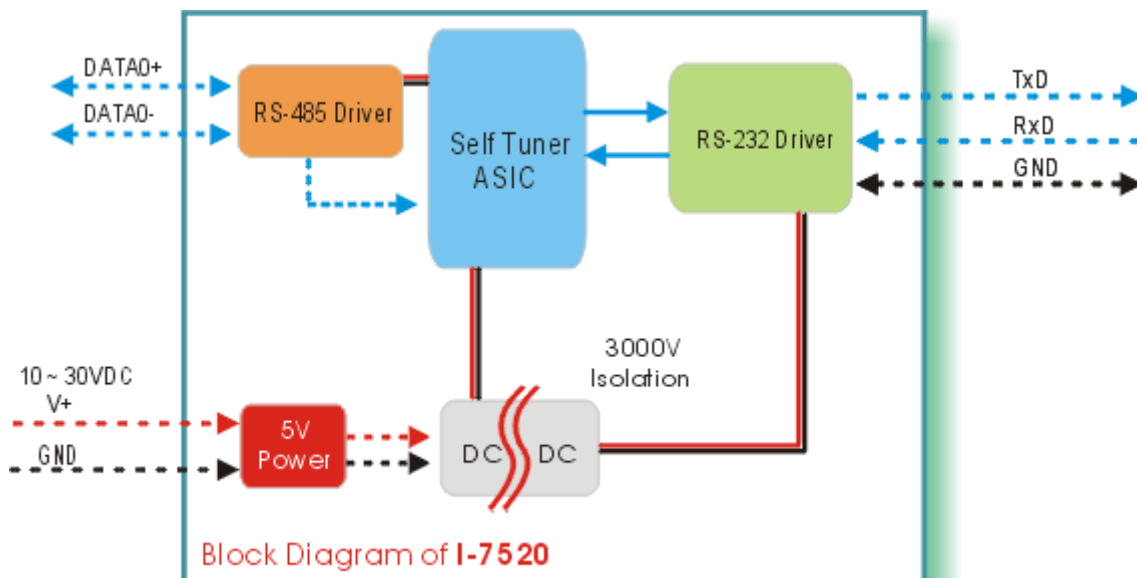 DATA0+
DATA0-
RS-485 Driver
Self Tuner
ASIC
RS-232 Driver
TxD
RxD
GND
3000V
Isolation
10 ~ 30VDC
V+
GND
5V
Power
DC
DC
Block Diagram of I-7520